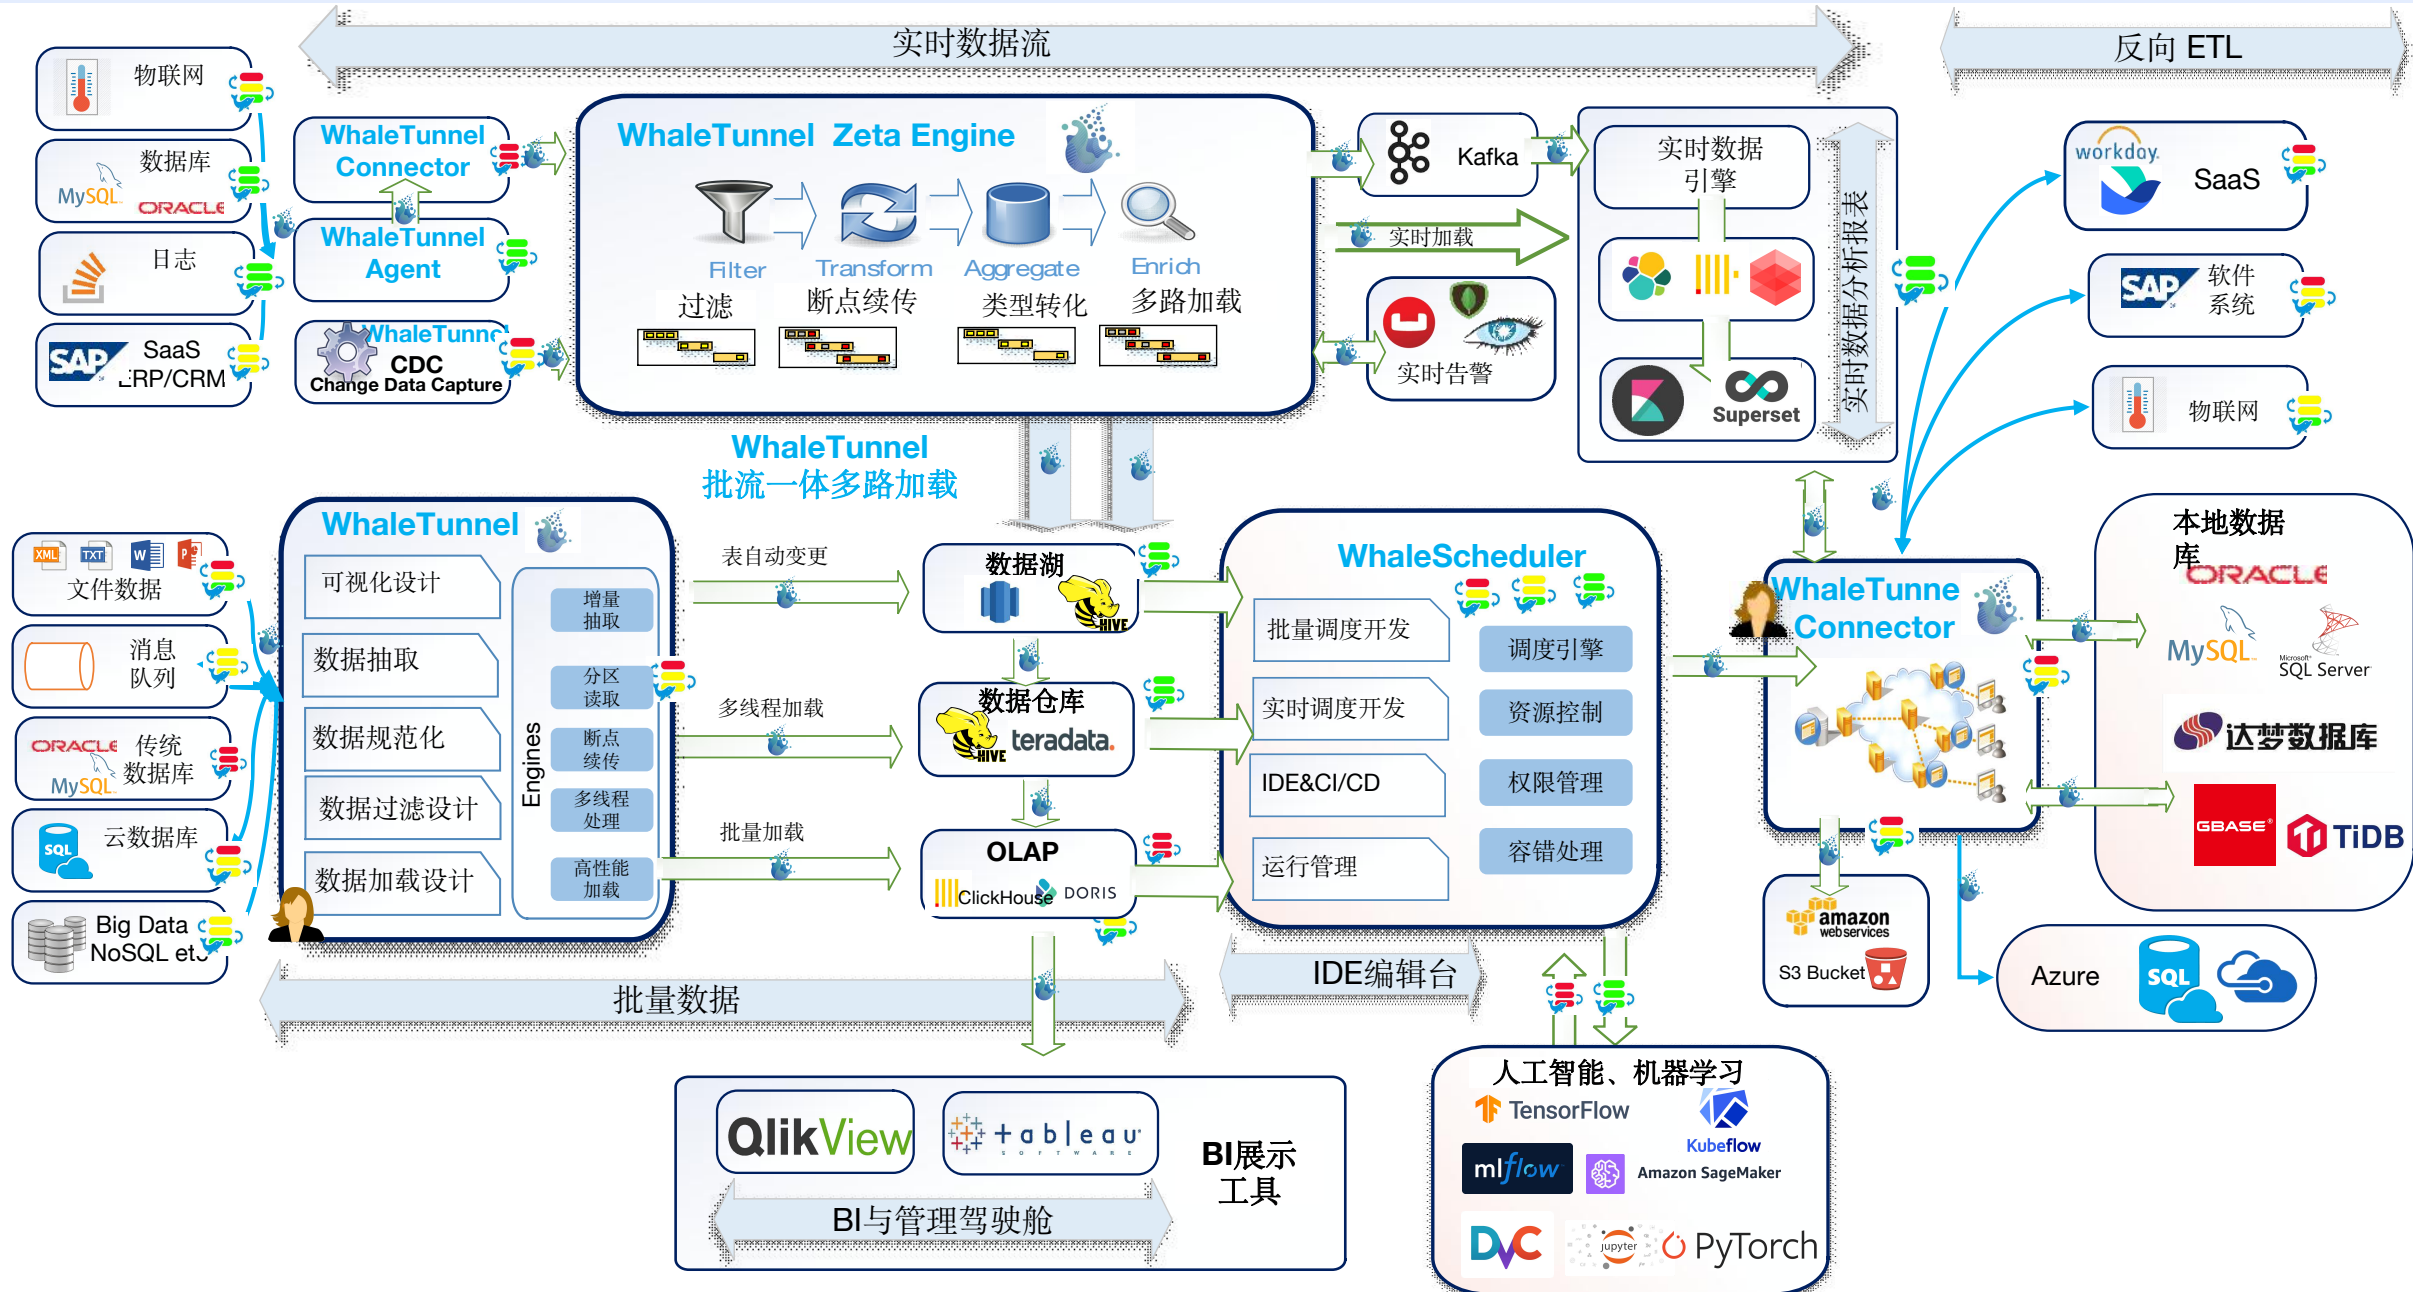 实时数据流
反向 ETL
物联网
数据库
MySQL
ORACLE
日志
SAP
SaaS
ERP/CRM
WhaleTunnel
Connector
WhaleTunnel
Agent
WhaleTunne
CDC
Change Data Capture
WhaleTunnel Zeta Engine
Filter
Transform
Aggregate
Enrich
过滤
断点续传
类型转化
多路加载
Kafka
实时加载
实时告警
实时数据
引擎
Superset
实时数据分析报表
workday.
SaaS
SAP
软件
系统
物联网
WhaleTunnel
批流一体多路加载
XML
TXT
W
P
文件数据
消息
队列
ORACLE
MySQL
传统
数据库
SQL
云数据库
Big Data
NoSQL etc
WhaleTunnel
可视化设计
数据抽取
数据规范化
数据过滤设计
数据加载设计
Engines
增量
抽取
分区
读取
断点
续传
多线程
处理
高性能
加载
表自动变更
多线程加载
批量加载
数据湖
HIVE
数据仓库
HIVE
teradata.
OLAP
ClickHouse
DORIS
WhaleScheduler
批量调度开发
实时调度开发
IDE&CI/CD
运行管理
调度引擎
资源控制
权限管理
容错处理
WhaleTunne
Connector
本地数据
库
ORACLE
MySQL
Microsoft
SQL Server
达梦数据库
GBASE
TiDB
amazon
webservices
S3 Bucket
Azure
SQL
批量数据
IDE编辑台
QlikView
tableau
SOFTWARE
BI展示
工具
BI与管理驾驶舱
人工智能、机器学习
TensorFlow
Kubeflow
mlflow
Amazon SageMaker
DVC
jupyter
PyTorch